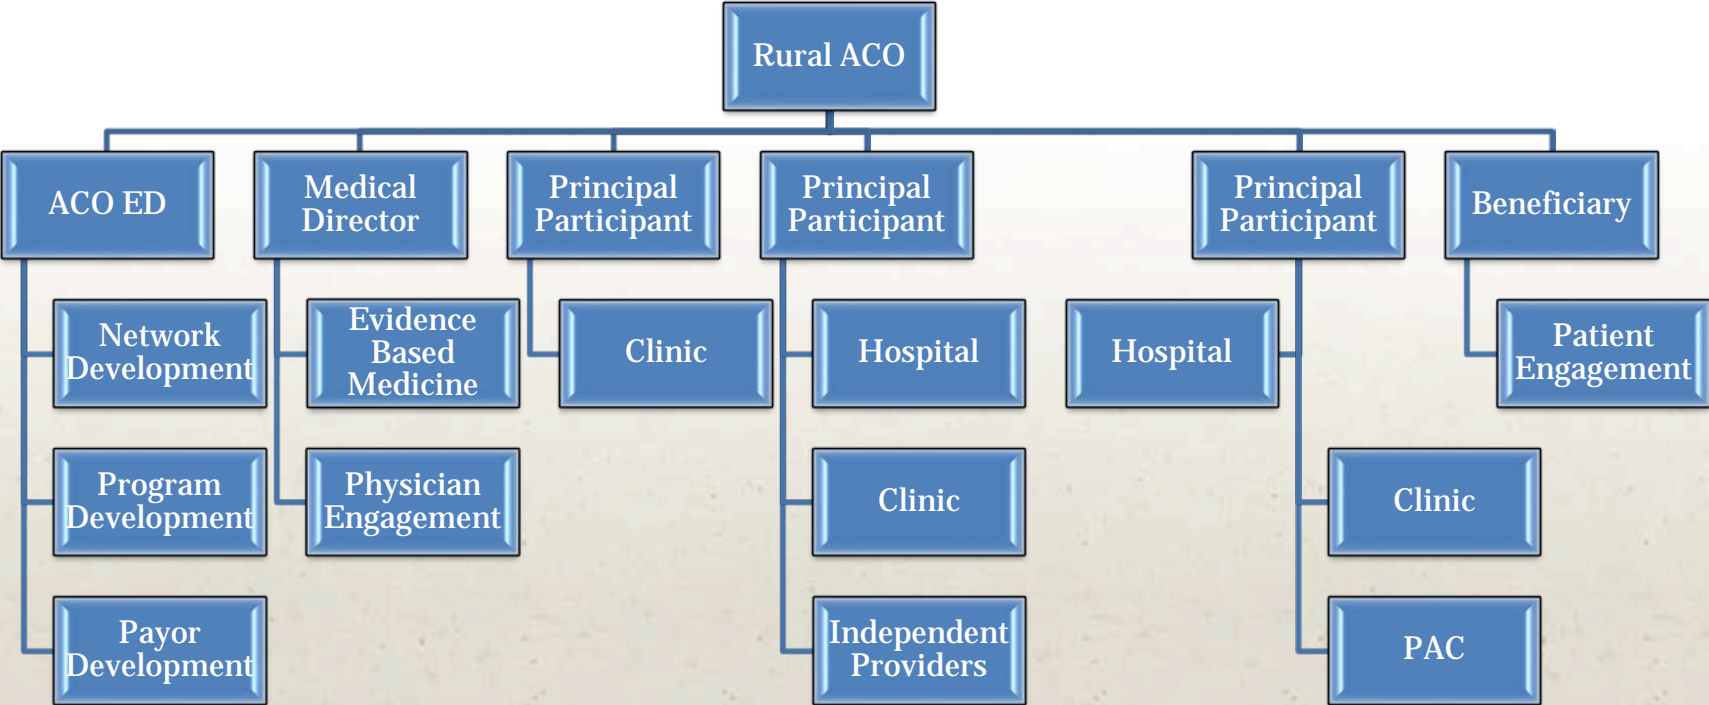 Rural ACO
ACO ED
Medical
Director
Principal
Participant
Principal
Participant
Principal
Participant
Beneficiary
Network
Development
Evidence
Based
Medicine
Clinic
Hospital
Hospital
Patient
Engagement
Program
Development
Physician
Engagement
Clinic
Clinic
Payor
Development
Independent
Providers
PAC